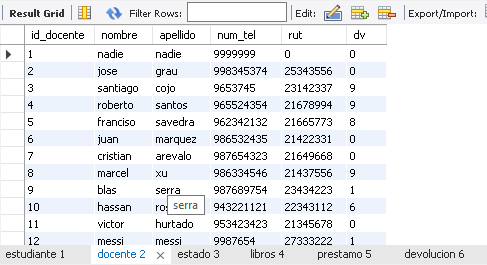 Result Grid Filter Rows: Edit: Export/Import:
id_docente nombre apellido num_tel rut dv
1 nadie nadie 9999999 0 0
2 jose grau 998345374 25343556 0
3 santiago cojo 9653745 23142337 9
4 roberto santos 965524354 21678994 9
5 franciso savedra 962342132 21665773 8
6 juan marquez 986532435 21422331 0
7 cristian arevalo 987654323 21649668 0
8 marcel xu 986334546 21437556 9
9 blas serra 987689754 23434223 1
10 hassan 943221121 22343112 6
serra
11 victor hurtado 953423423 21345678 0
12 messi messi 9987654 27333222 1
estudiante 1 docente 2 estado 3 libros 4 prestamo 5 devolucion 6